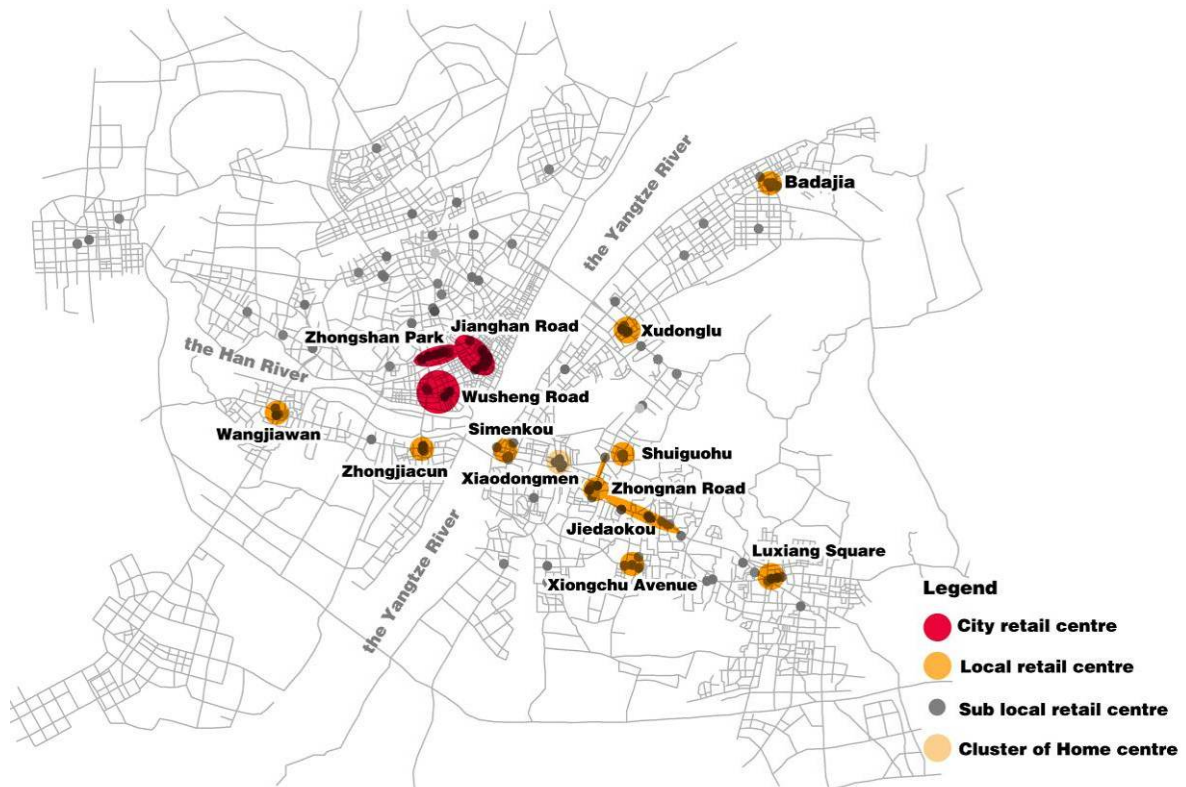 the Yangtze River
Badajia
Jianghan Road
Zhongshan Park
Xudonglu
the Han River
Wusheng Road
Wangjiawan
Simenkou
Zhongjiacun
Xiaodongmen
Shuiguohu
Zhongnan Road
Jiedaokou
the Yangtze River
Luxiang Square
Xiongchu Avenue
Legend
City retail centre
Local retail centre
Sub local retail centre
Cluster of Home centre